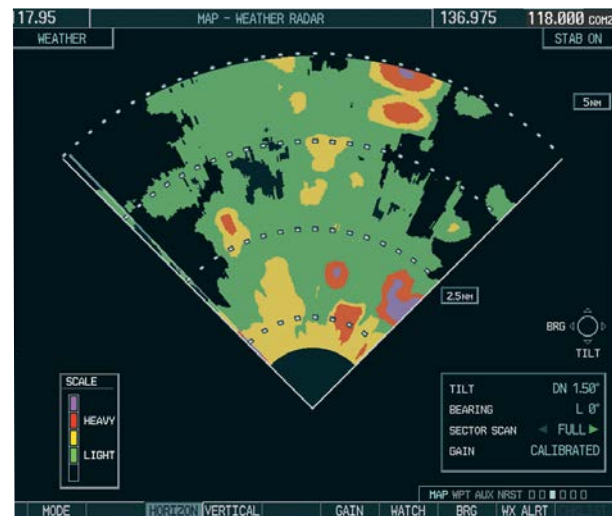 17.95 MAP – WEATHER RADAR 136.975 118.000 COM2
WEATHER STAB ON
5NM
2.5NM
BRG
TILT
SCALE
HEAVY
LIGHT
TILT DN 1.50°
BEARING L 0°
SECTOR SCAN FULL
GAIN CALIBRATED
MAP WPT AUX NRST
MODE HORIZON VERTICAL GAIN WATCH BRG WX ALRT